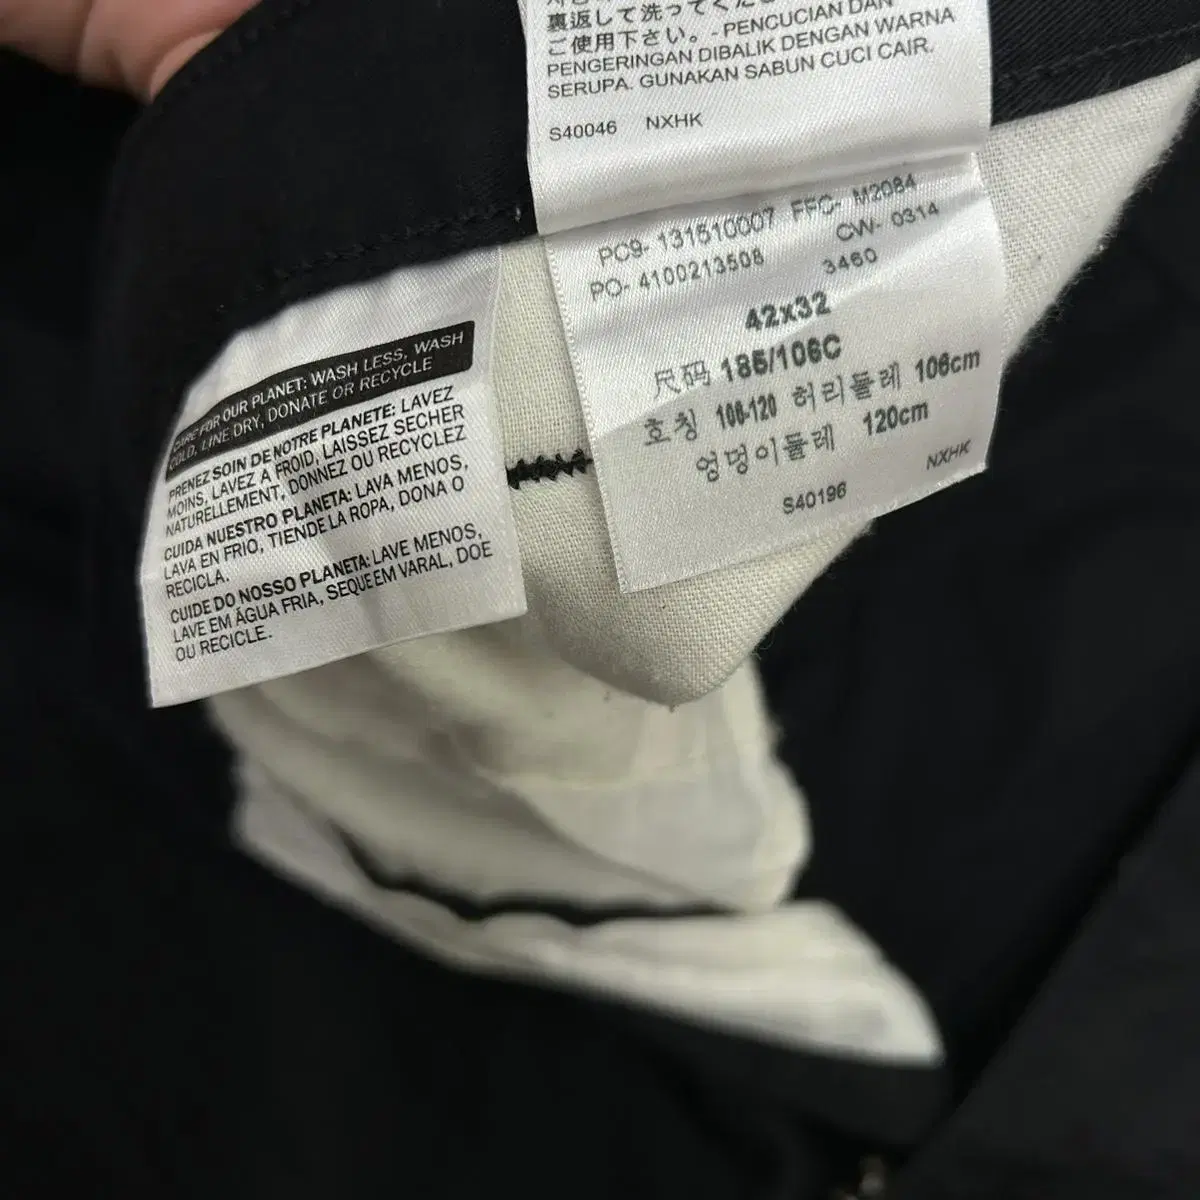 裏返して洗ってくだ
ご使用下さい。- PENCUCIAN DAN
PENGERINGAN DIBALIK DENGAN WARNA
SERUPA. GUNAKAN SABUN CUCI CAIR.
S40046 NXHK
PC9- 131510007 FFC- M2084
PO- 4100213508 CW- 0314
3460
42x32
尺码 185/106C
호칭 106-120 허리둘레 106cm
엉덩이둘레 120cm
NXHK
S40196
CARE FOR OUR PLANET: WASH LESS, WASH
COLD, LINE DRY, DONATE OR RECYCLE
PRENEZ SOIN DE NOTRE PLANETE: LAVEZ
MOINS, LAVEZ A FROID, LAISSEZ SECHER
NATURELLEMENT, DONNEZ OU RECYCLEZ
CUIDA NUESTRO PLANETA: LAVA MENOS,
LAVA EN FRIO, TIENDE LA ROPA, DONA O
RECICLA.
CUIDE DO NOSSO PLANETA: LAVE MENOS,
LAVE EM ÁGUA FRIA, SEQUE EM VARAL, DOE
OU RECICLE.